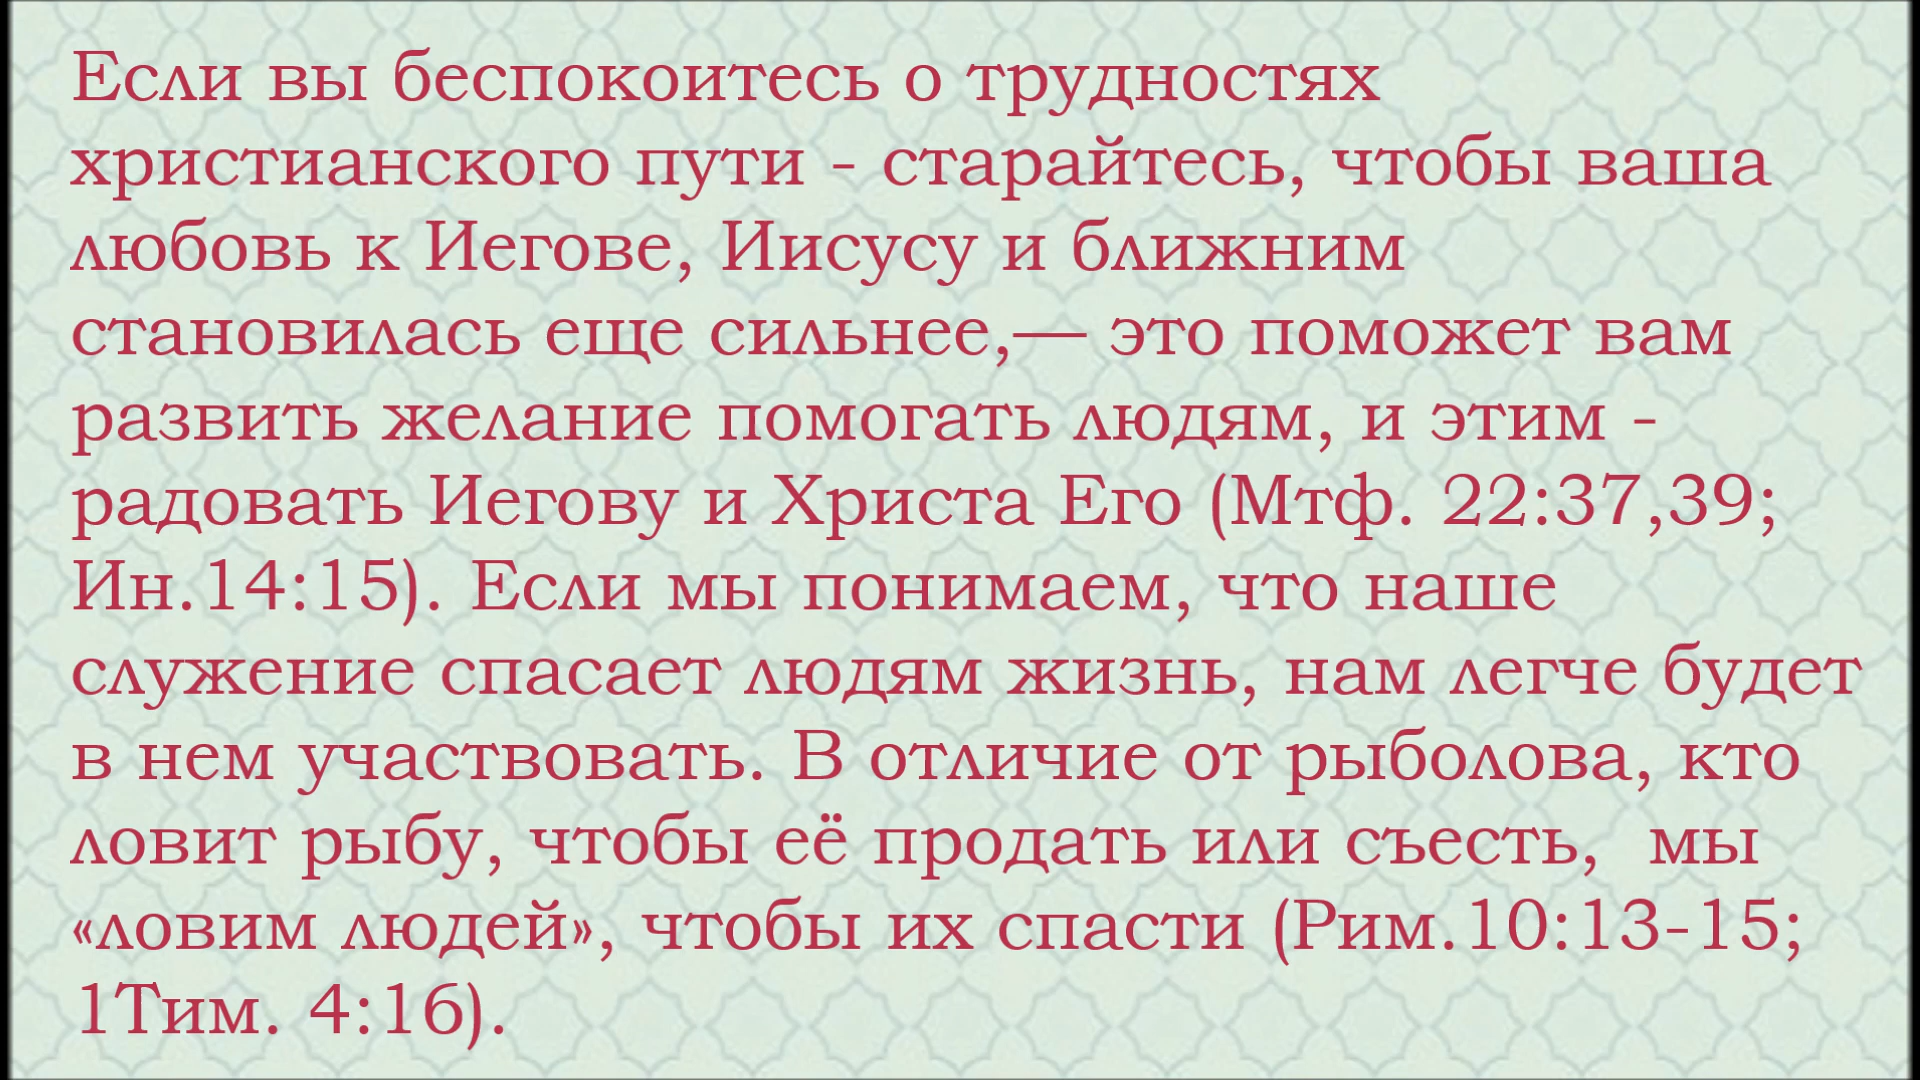 Если вы беспокоитесь о трудностях
христианского пути - старайтесь, чтобы ваша
любовь к Иегове, Иисусу и ближним
становилась еще сильнее,— это поможет вам
развить желание помогать людям, и этим -
радовать Иегову и Христа Его (Мтф. 22:37,39;
Ин.14:15). Если мы понимаем, что наше
служение спасает людям жизнь, нам легче будет
в нем участвовать. В отличие от рыболова, кто
ловит рыбу, чтобы её продать или съесть,  мы
«ловим людей», чтобы их спасти (Рим.10:13-15;
1Тим. 4:16).